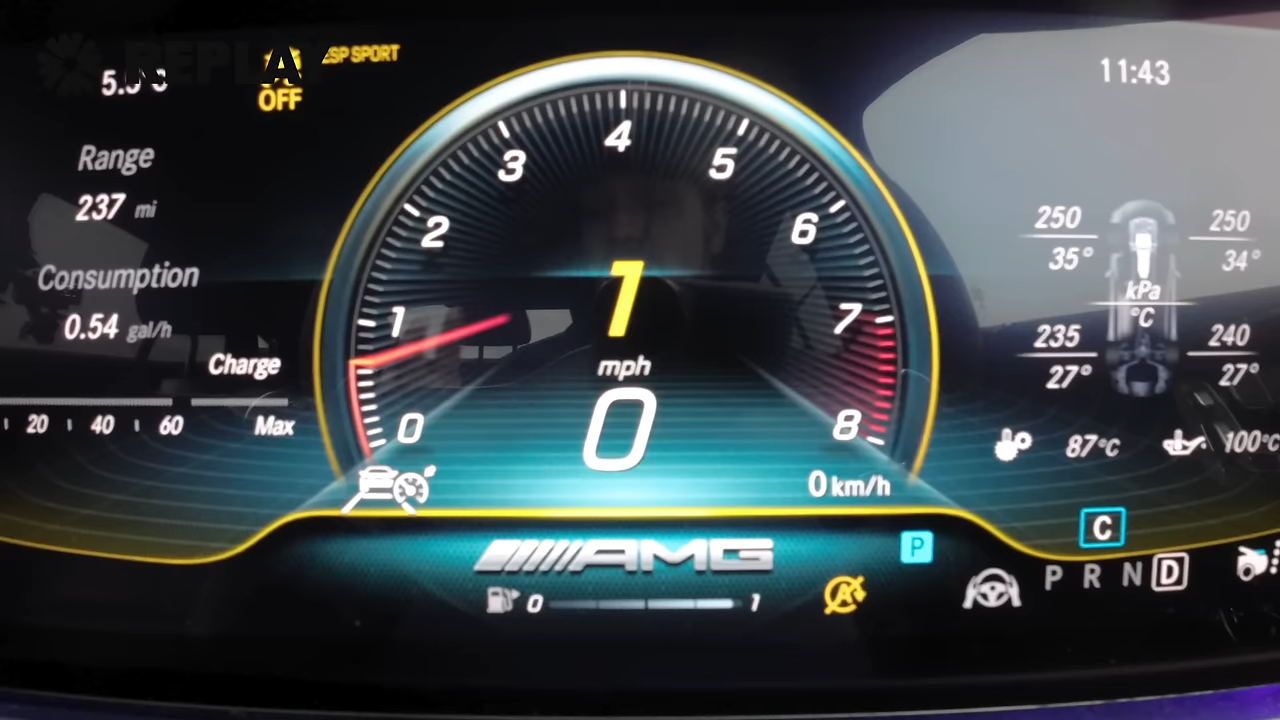 REPLAY
ESP SPORT
OFF
11:43
Range
237 mi
Consumption
0.54 gal/h
Charge
20 40 60 Max
0 1 2 3 4 5 6 7 8
1
mph
0
0 km/h
250 250
35° 34°
kPa
°C
235 240
27° 27°
87°C 100°C
C
P R N D
P
AMG
0 1
A